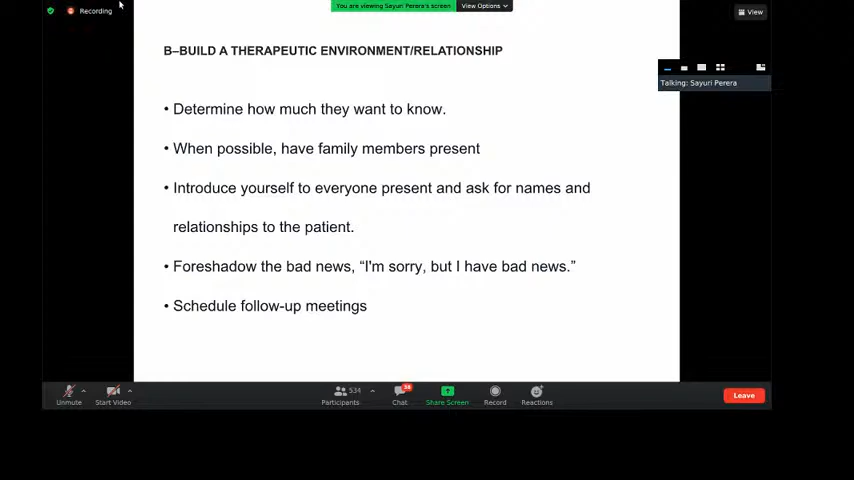 Recording
You are viewing Sayuri Perera's screen
View Options
View
B–BUILD A THERAPEUTIC ENVIRONMENT/RELATIONSHIP
Talking: Sayuri Perera
• Determine how much they want to know.
• When possible, have family members present
• Introduce yourself to everyone present and ask for names and
relationships to the patient.
• Foreshadow the bad news, “I'm sorry, but I have bad news.”
• Schedule follow-up meetings
534
38
Unmute
Start Video
Participants
Chat
Share Screen
Record
Reactions
Leave